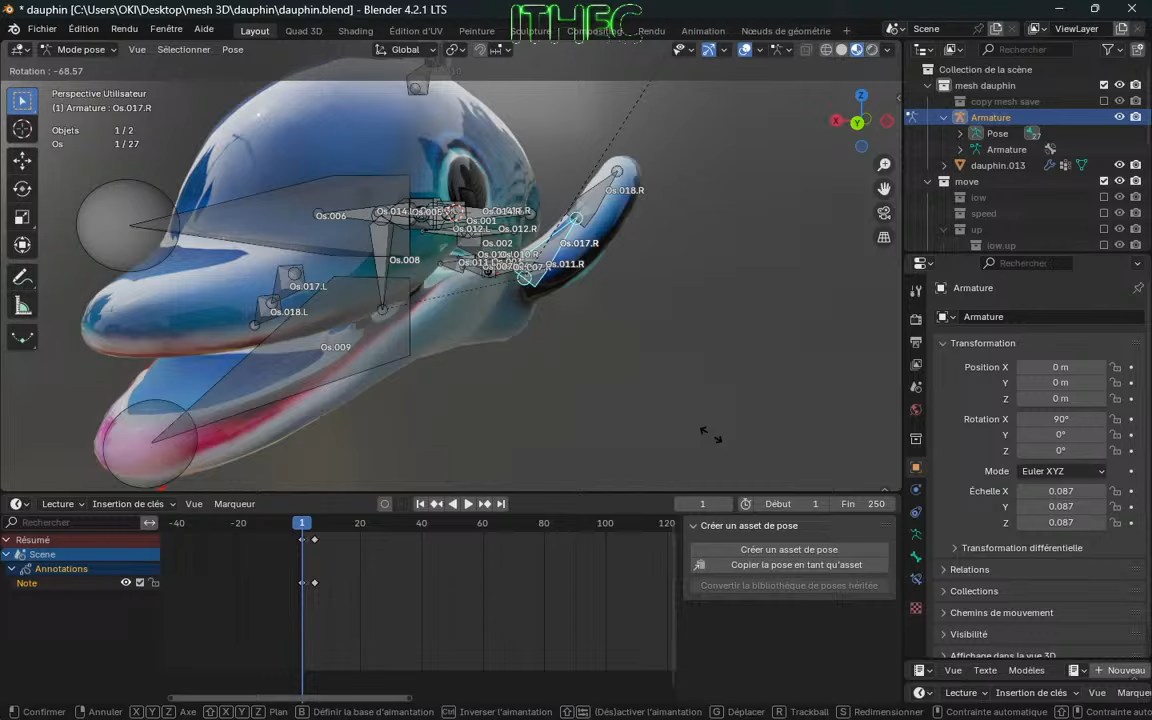 * dauphin [C:\Users\OKI\Desktop\mesh 3D\dauphin\dauphin.blend] - Blender 4.2.1 LTS
ITHEC
Fichier Éditer Rendu Fenêtre Aide Layout Quad 3D Shading Édition d'UV Peinture Sculpture Compositing Rendu Animation Nœuds de géométrie Scene ViewLayer
Mode pose Vue Sélectionner Pose Global Rechercher
Rotation : -68.57
Perspective Utilisateur
(1) Armature : Os.017.R
Objets 1/2
Os 1/27
Z
X
Y
Os.018.R
Os.006
Os.014.L
Os.001
Os.012.L
Os.012.R
Os.002
Os.017.R
Os.008
Os.011.R
Os.017.L
Os.018.L
Os.009
Collection de la scène
mesh dauphin
copy mesh save
Armature
Pose 27
Armature
dauphin.013
move
low
speed
up
low.up
Rechercher
Armature
Armature
Transformation
Position X 0 m
Y 0 m
Z 0 m
Rotation X 90°
Y 0°
Z 0°
Mode Euler XYZ
Échelle X 0.087
Y 0.087
Z 0.087
Transformation différentielle
Relations
Collections
Chemins de mouvement
Visibilité
Affichage dans la vue 3D
Vue Texte Modèles Nouveau
Lecture Insertion de clés Vue Marque
Lecture Insertion de clés Vue Marqueur 1 Début 1 Fin 250
Rechercher -40 -20 1 20 40 60 80 100 120
Résumé
Scene
Annotations
Note
Créer un asset de pose
Créer un asset de pose
Copier la pose en tant qu'asset
Convertir la bibliothèque de poses héritée
Confirmer Annuler X Y Z Axe X Y Z Plan B Définir la base d'aimantation Ctrl Inverser l'aimantation (Dés)activer l'aimantation G Déplacer R Trackball S Redimensionner Contrainte automatique Contrainte automatique